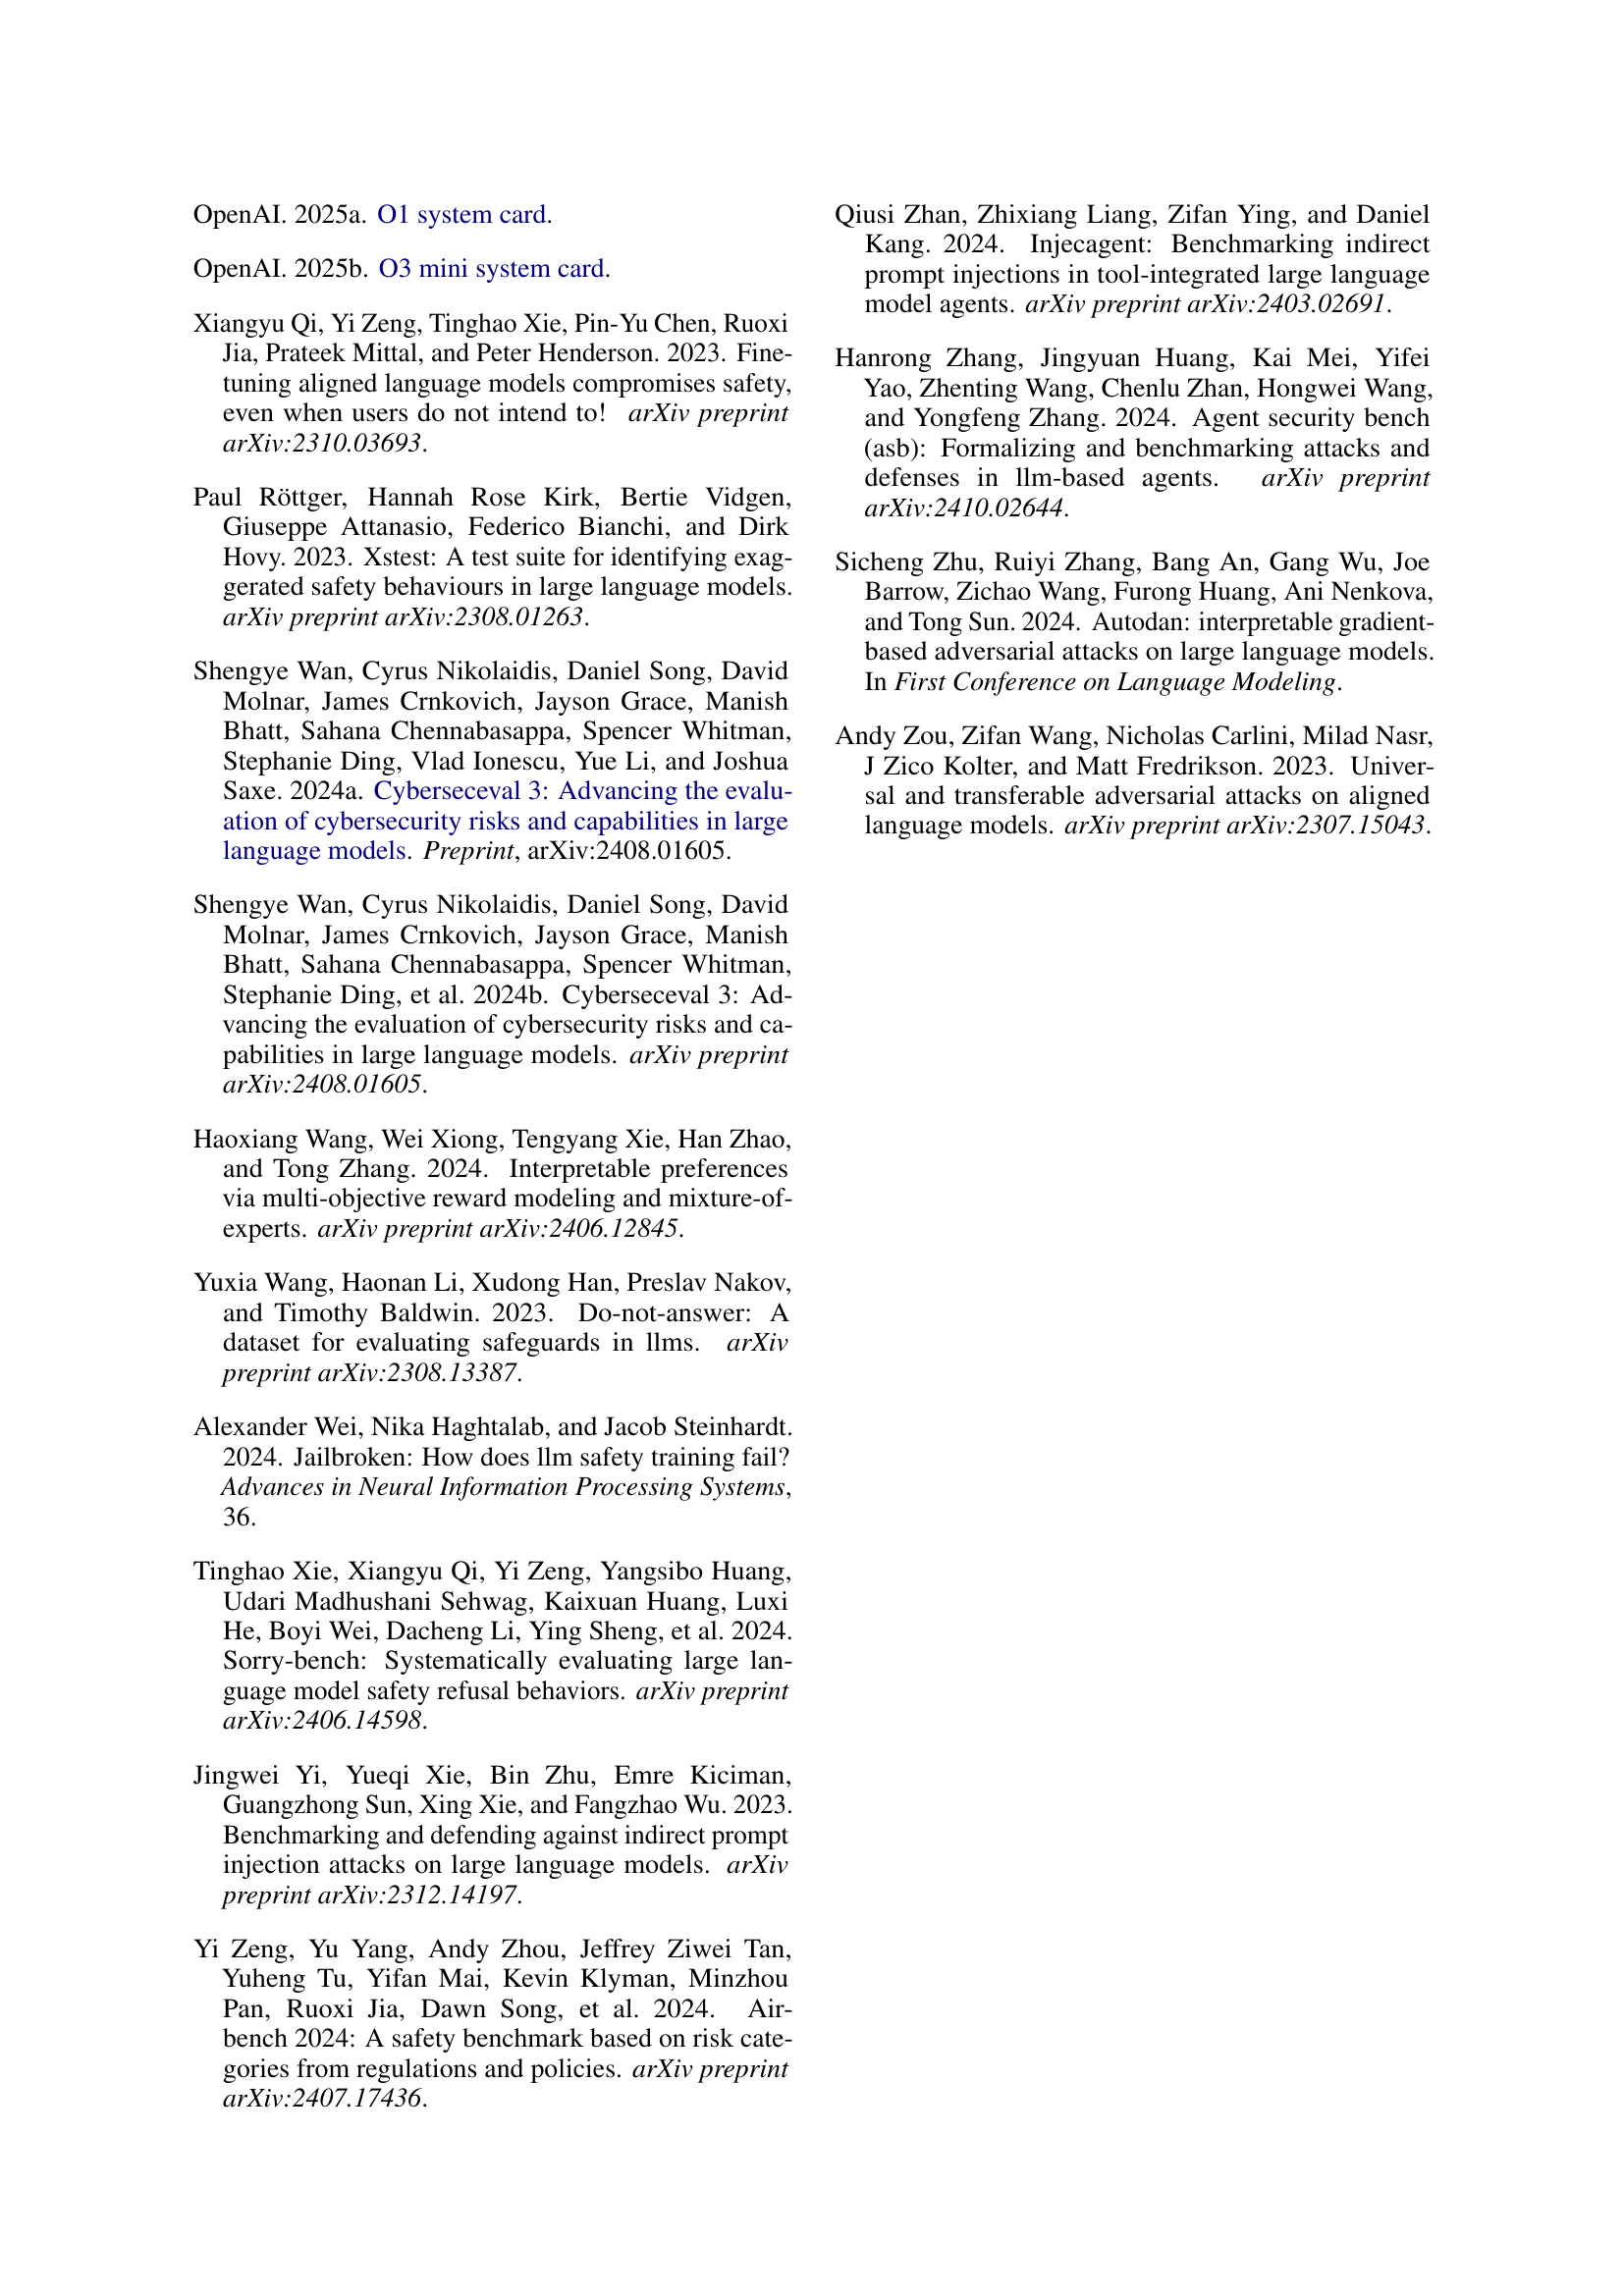 OpenAI. 2025a. O1 system card.
OpenAI. 2025b. O3 mini system card.
Xiangyu Qi, Yi Zeng, Tinghao Xie, Pin-Yu Chen, Ruoxi
Jia, Prateek Mittal, and Peter Henderson. 2023. Fine-
tuning aligned language models compromises safety,
even when users do not intend to! arXiv preprint
arXiv:2310.03693.
Paul Röttger, Hannah Rose Kirk, Bertie Vidgen,
Giuseppe Attanasio, Federico Bianchi, and Dirk
Hovy. 2023. Xstest: A test suite for identifying exag-
gerated safety behaviours in large language models.
arXiv preprint arXiv:2308.01263.
Shengye Wan, Cyrus Nikolaidis, Daniel Song, David
Molnar, James Crnkovich, Jayson Grace, Manish
Bhatt, Sahana Chennabasappa, Spencer Whitman,
Stephanie Ding, Vlad Ionescu, Yue Li, and Joshua
Saxe. 2024a. Cyberseceval 3: Advancing the evalu-
ation of cybersecurity risks and capabilities in large
language models. Preprint, arXiv:2408.01605.
Shengye Wan, Cyrus Nikolaidis, Daniel Song, David
Molnar, James Crnkovich, Jayson Grace, Manish
Bhatt, Sahana Chennabasappa, Spencer Whitman,
Stephanie Ding, et al. 2024b. Cyberseceval 3: Ad-
vancing the evaluation of cybersecurity risks and ca-
pabilities in large language models. arXiv preprint
arXiv:2408.01605.
Haoxiang Wang, Wei Xiong, Tengyang Xie, Han Zhao,
and Tong Zhang. 2024. Interpretable preferences
via multi-objective reward modeling and mixture-of-
experts. arXiv preprint arXiv:2406.12845.
Yuxia Wang, Haonan Li, Xudong Han, Preslav Nakov,
and Timothy Baldwin. 2023. Do-not-answer: A
dataset for evaluating safeguards in llms. arXiv
preprint arXiv:2308.13387.
Alexander Wei, Nika Haghtalab, and Jacob Steinhardt.
2024. Jailbroken: How does llm safety training fail?
Advances in Neural Information Processing Systems,
36.
Tinghao Xie, Xiangyu Qi, Yi Zeng, Yangsibo Huang,
Udari Madhushani Sehwag, Kaixuan Huang, Luxi
He, Boyi Wei, Dacheng Li, Ying Sheng, et al. 2024.
Sorry-bench: Systematically evaluating large lan-
guage model safety refusal behaviors. arXiv preprint
arXiv:2406.14598.
Jingwei Yi, Yueqi Xie, Bin Zhu, Emre Kiciman,
Guangzhong Sun, Xing Xie, and Fangzhao Wu. 2023.
Benchmarking and defending against indirect prompt
injection attacks on large language models. arXiv
preprint arXiv:2312.14197.
Yi Zeng, Yu Yang, Andy Zhou, Jeffrey Ziwei Tan,
Yuheng Tu, Yifan Mai, Kevin Klyman, Minzhou
Pan, Ruoxi Jia, Dawn Song, et al. 2024. Air-
bench 2024: A safety benchmark based on risk cate-
gories from regulations and policies. arXiv preprint
arXiv:2407.17436.
Qiusi Zhan, Zhixiang Liang, Zifan Ying, and Daniel
Kang. 2024. Injecagent: Benchmarking indirect
prompt injections in tool-integrated large language
model agents. arXiv preprint arXiv:2403.02691.
Hanrong Zhang, Jingyuan Huang, Kai Mei, Yifei
Yao, Zhenting Wang, Chenlu Zhan, Hongwei Wang,
and Yongfeng Zhang. 2024. Agent security bench
(asb): Formalizing and benchmarking attacks and
defenses in llm-based agents. arXiv preprint
arXiv:2410.02644.
Sicheng Zhu, Ruiyi Zhang, Bang An, Gang Wu, Joe
Barrow, Zichao Wang, Furong Huang, Ani Nenkova,
and Tong Sun. 2024. Autodan: interpretable gradient-
based adversarial attacks on large language models.
In First Conference on Language Modeling.
Andy Zou, Zifan Wang, Nicholas Carlini, Milad Nasr,
J Zico Kolter, and Matt Fredrikson. 2023. Univer-
sal and transferable adversarial attacks on aligned
language models. arXiv preprint arXiv:2307.15043.